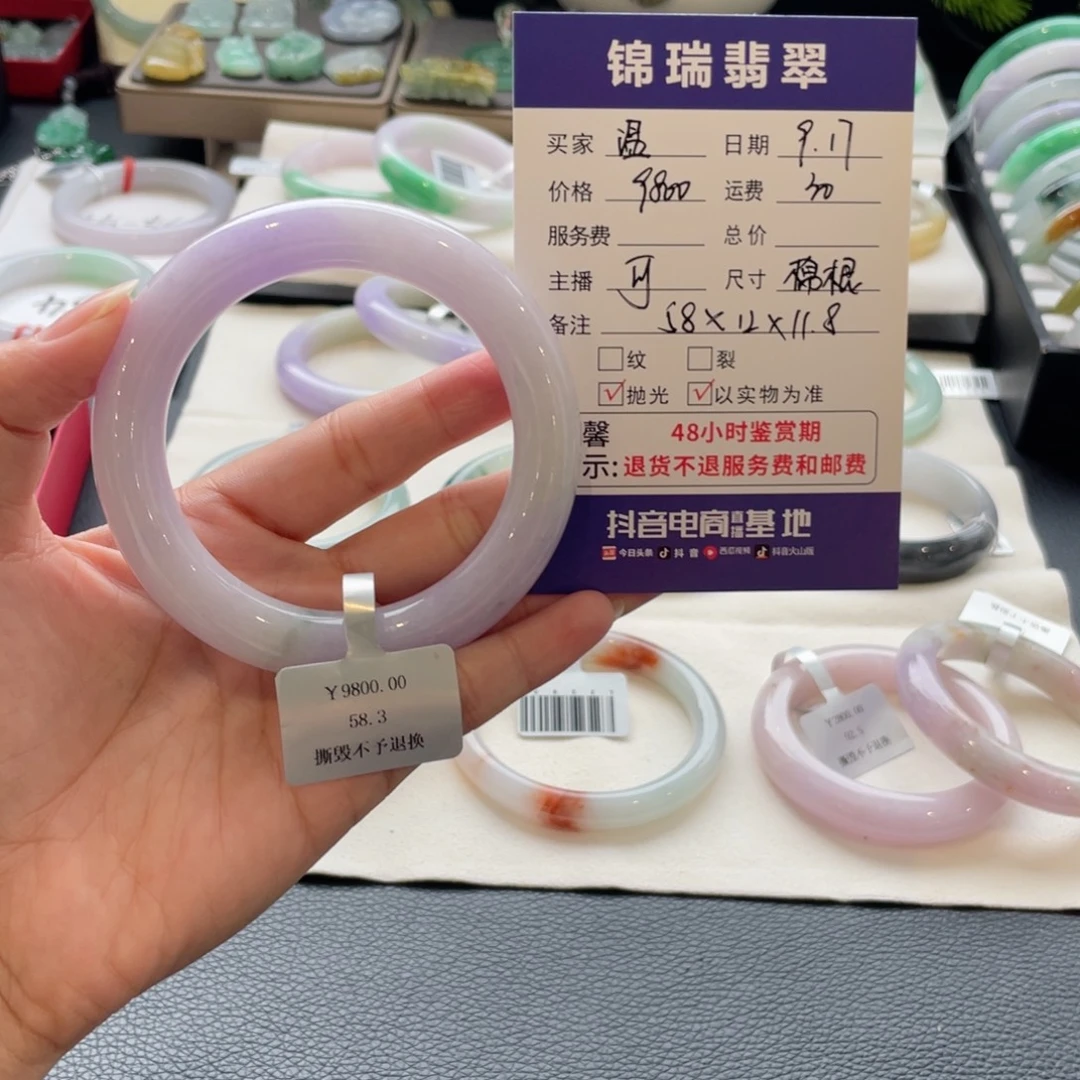 锦瑞翡翠
买家 温 日期 9.17
价格 9800 运费 30
服务费 总价
主播 可 尺寸 棉棍
备注 58×12×11.8
纹 裂
抛光 以实物为准
馨 48小时鉴赏期
示: 退货不退服务费和邮费
抖音电商直播基地
今日头条 抖音 西瓜视频 抖音火山版
¥9800.00
58.3
撕毁不予退换